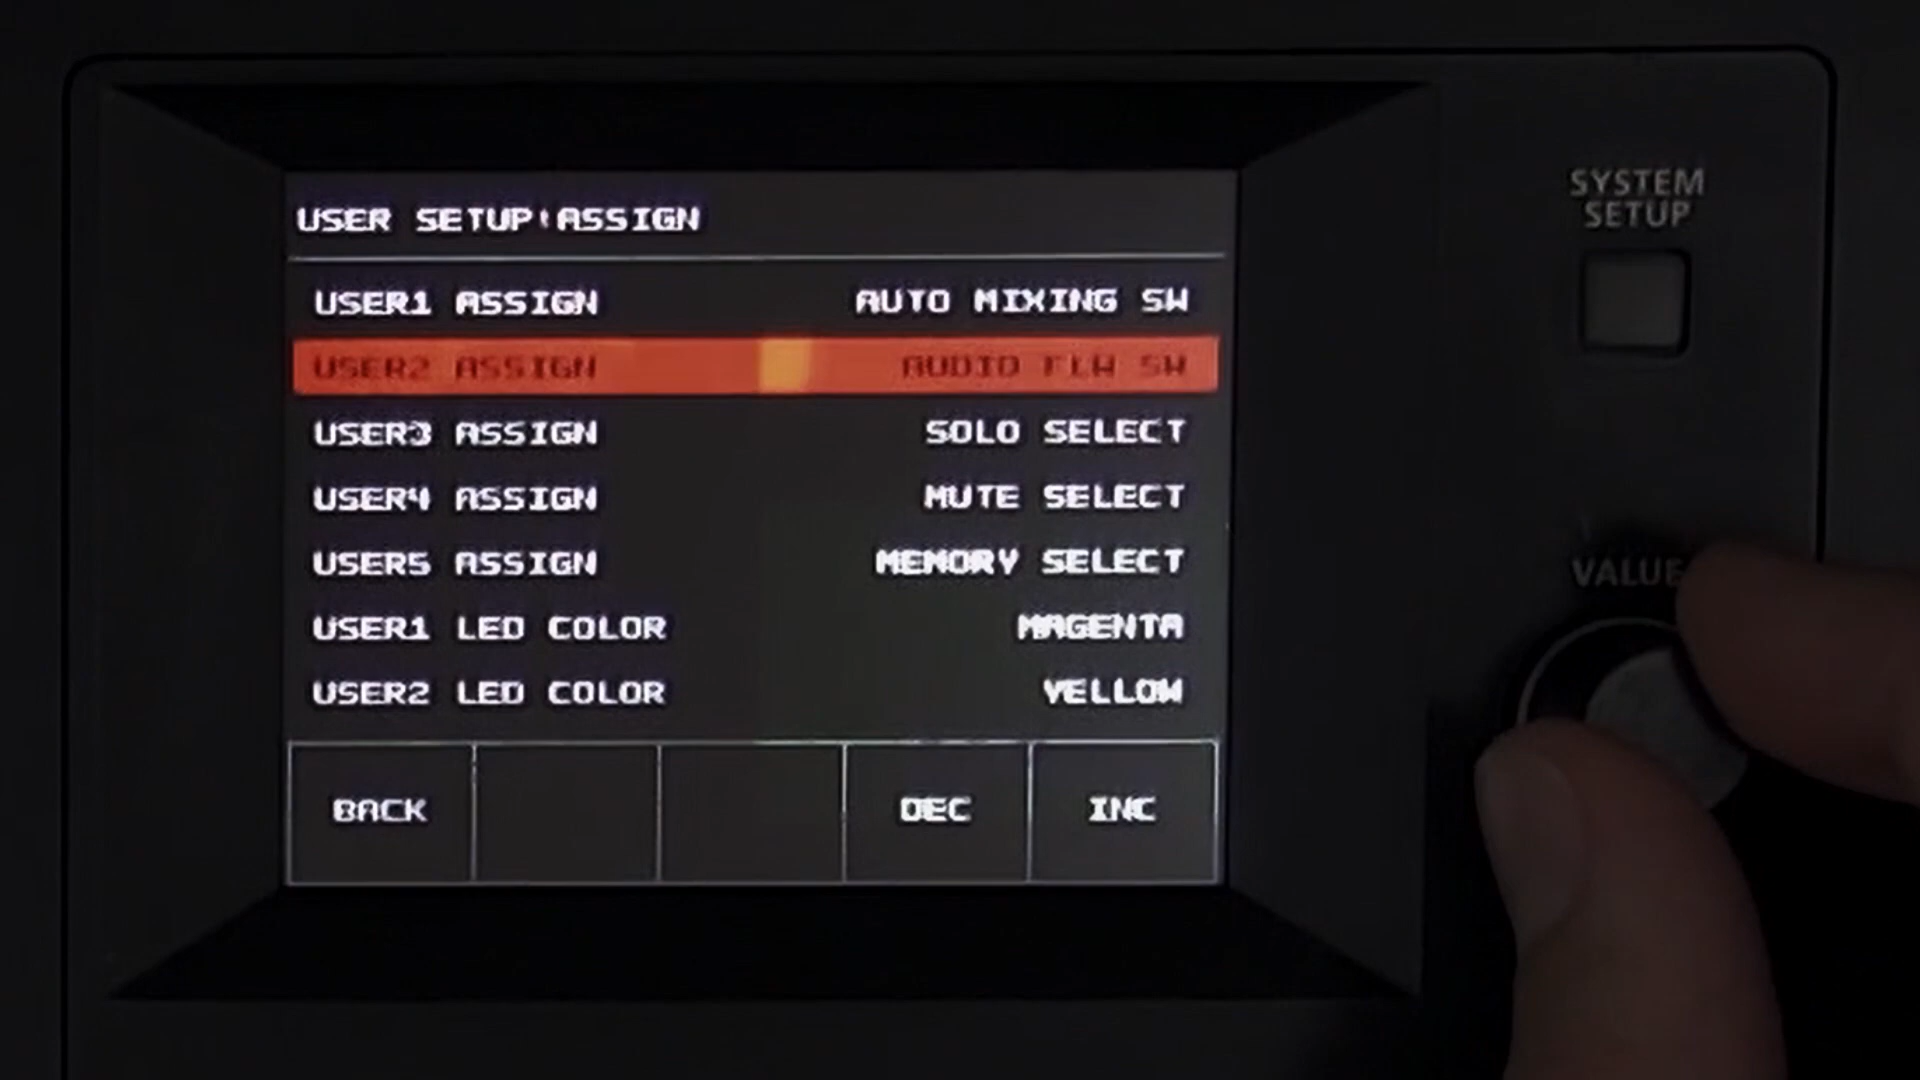 USER SETUP:ASSIGN
USER1 ASSIGN AUTO MIXING SW
USER2 ASSIGN AUDIO FLW SW
USER3 ASSIGN SOLO SELECT
USER4 ASSIGN MUTE SELECT
USER5 ASSIGN MEMORY SELECT
USER1 LED COLOR MAGENTA
USER2 LED COLOR YELLOW
BACK DEC INC
SYSTEM
SETUP
VALUE